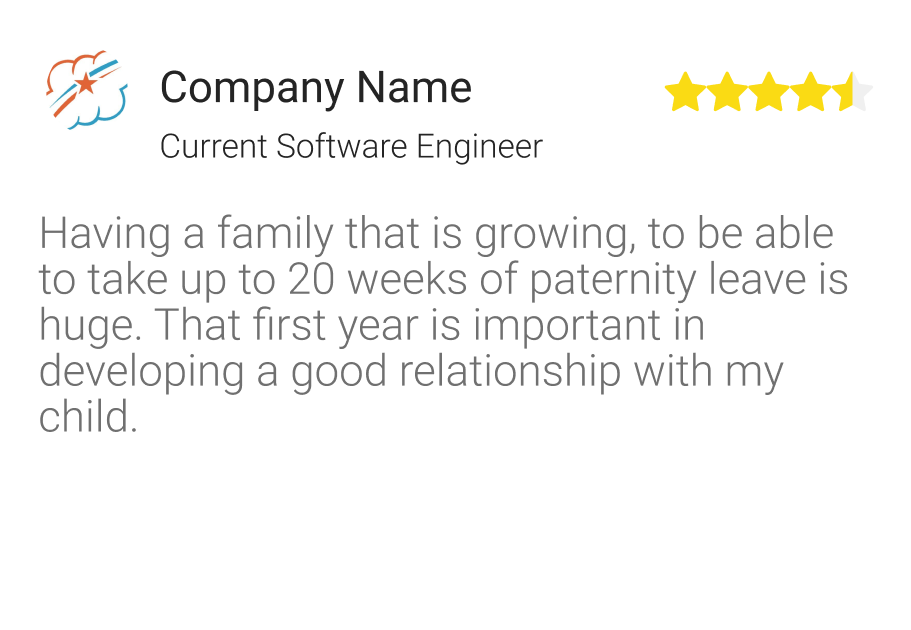 Company Name
Current Software Engineer
Having a family that is growing, to be able
to take up to 20 weeks of paternity leave is
huge. That first year is important in
developing a good relationship with my
child.